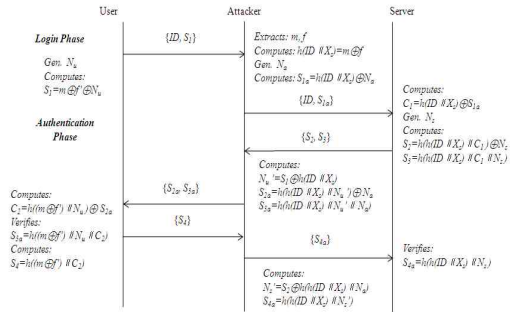 User Attacker Server
Login Phase
{ID, S₁}
Gen. Nᵤ
Computes:
S₁=m⊕f'⊕Nᵤ
Extracts: m, f
Computes: h(ID ∥ Xₛ)=m⊕f
Gen. Nₐ
Computes: S₁ₐ=h(ID ∥ Xₛ)⊕Nₐ
{ID, S₁ₐ}
Computes:
C₁=h(ID ∥ Xₛ)⊕S₁ₐ
Gen. Nₛ
Computes:
S₂=h(h(ID ∥ Xₛ) ∥ C₁)⊕Nₛ
S₃=h(h(ID ∥ Xₛ) ∥ C₁ ∥ Nₛ)
Authentication
Phase
{S₂, S₃}
Computes:
Nᵤ'=S₁⊕h(ID ∥ Xₛ)
S₂ₐ=h(h(ID ∥ Xₛ) ∥ Nᵤ')⊕Nₐ
S₃ₐ=h(h(ID ∥ Xₛ) ∥ Nᵤ' ∥ Nₐ)
{S₂ₐ, S₃ₐ}
Computes:
C₂=h((m⊕f') ∥ Nᵤ)⊕S₂ₐ
Verifies:
S₃ₐ=h((m⊕f') ∥ Nᵤ ∥ C₂)
Computes:
S₄=h((m⊕f') ∥ C₂)
{S₄}
{S₄ₐ}
Verifies:
S₄ₐ=h(h(ID ∥ Xₛ) ∥ Nₛ)
Computes:
Nₛ'=S₂⊕h(h(ID ∥ Xₛ) ∥ Nₐ)
S₄ₐ=h(h(ID ∥ Xₛ) ∥ Nₛ')